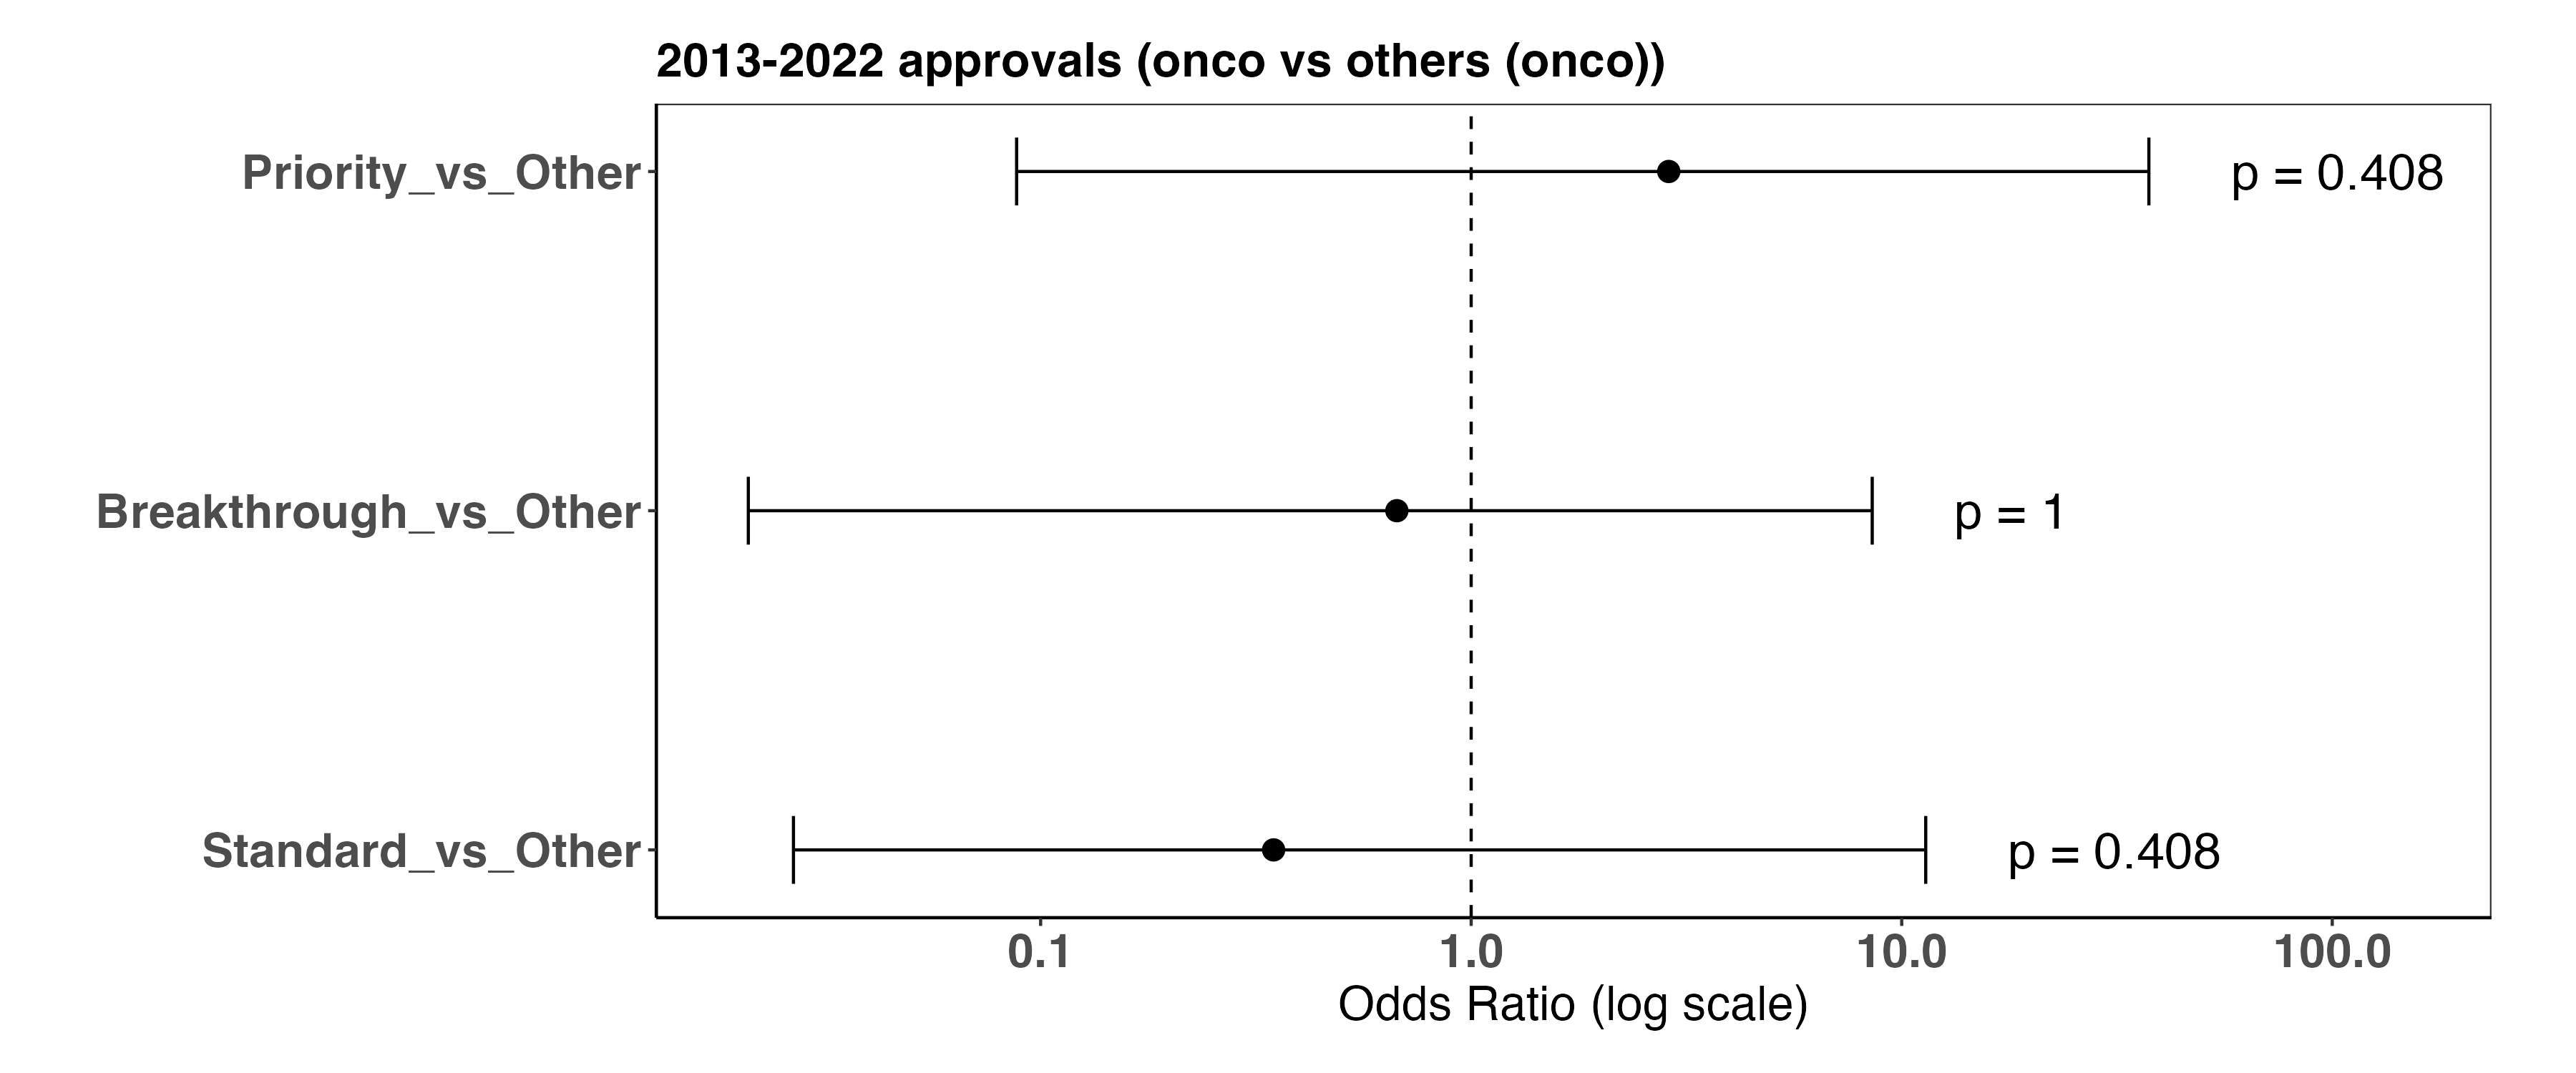 2013-2022 approvals (onco vs others (onco))
Priority_vs_Other
p = 0.408
Breakthrough_vs_Other
p = 1
Standard_vs_Other
p = 0.408
0.1
1.0
10.0
100.0
Odds Ratio (log scale)